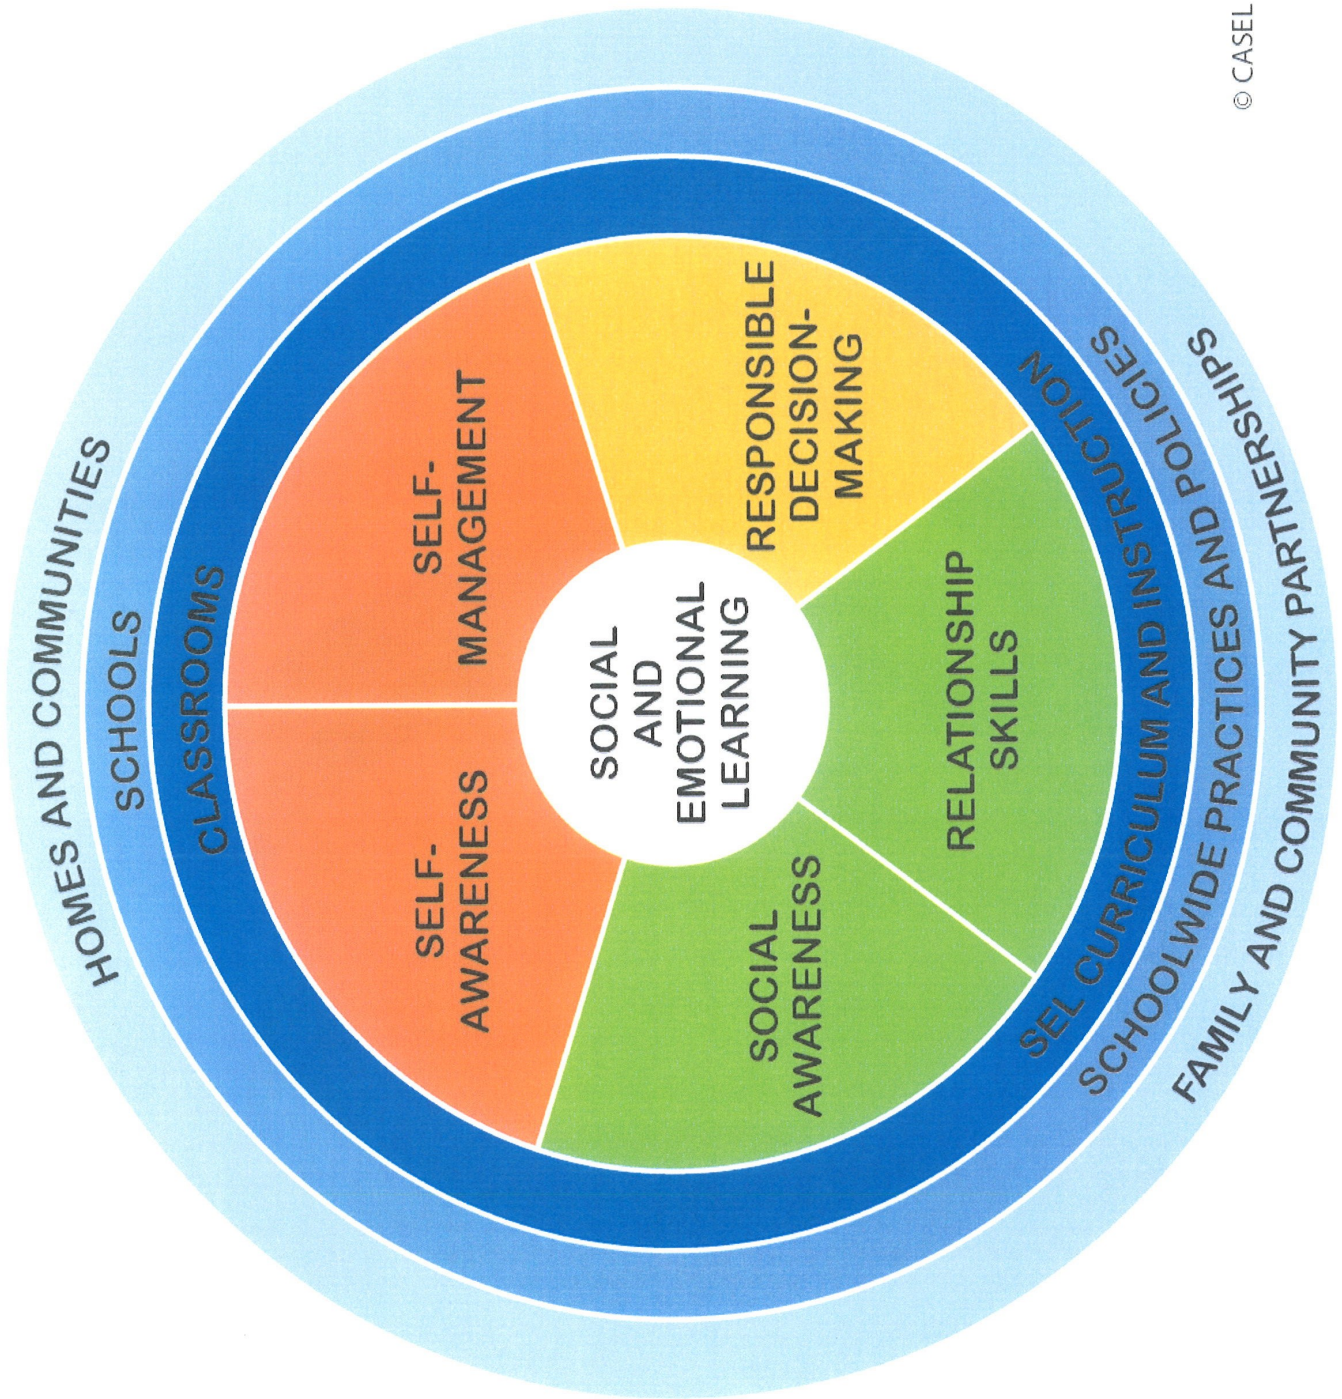 HOMES AND COMMUNITIES
SCHOOLS
CLASSROOMS
SELF-
AWARENESS
SELF-
MANAGEMENT
SOCIAL
AND
EMOTIONAL
LEARNING
SOCIAL
AWARENESS
RESPONSIBLE
DECISION-
MAKING
RELATIONSHIP
SKILLS
SEL CURRICULUM AND INSTRUCTION
SCHOOLWIDE PRACTICES AND POLICIES
FAMILY AND COMMUNITY PARTNERSHIPS
© CASEL